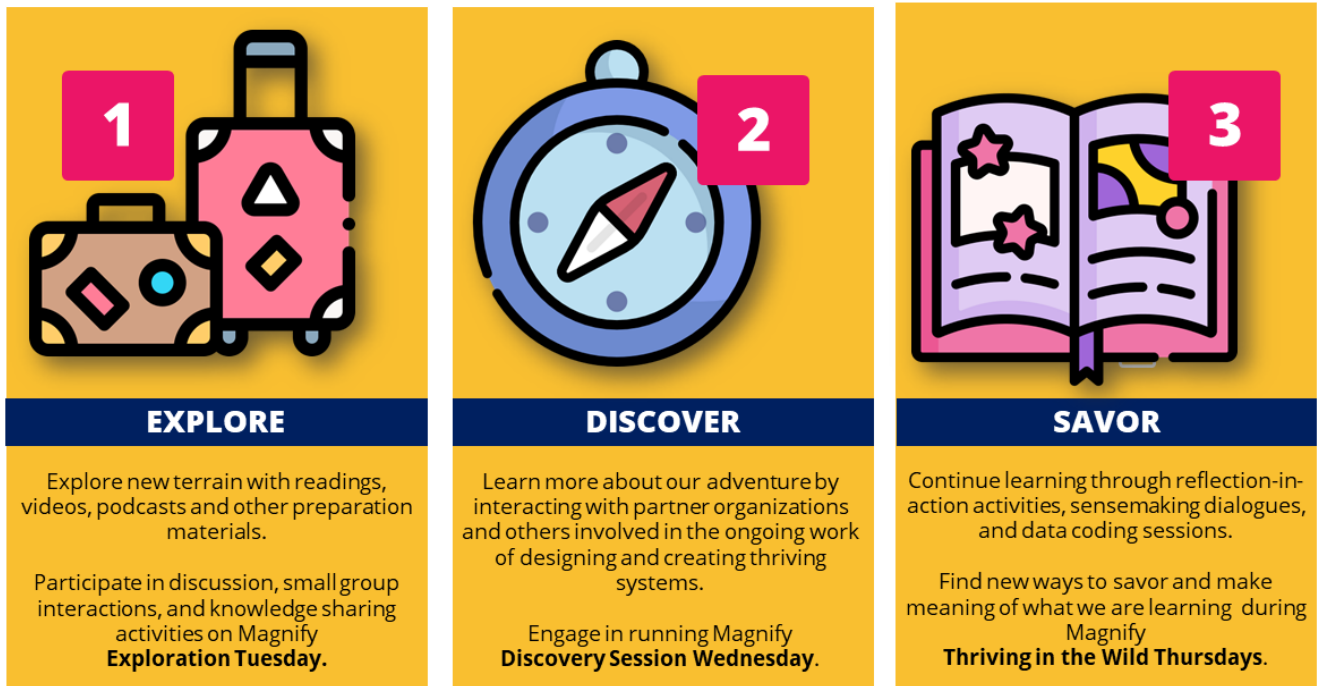 1
EXPLORE
Explore new terrain with readings,
videos, podcasts and other preparation
materials.
Participate in discussion, small group
interactions, and knowledge sharing
activities on Magnify
Exploration Tuesday.
2
DISCOVER
Learn more about our adventure by
interacting with partner organizations
and others involved in the ongoing work
of designing and creating thriving
systems.
Engage in running Magnify
Discovery Session Wednesday.
3
SAVOR
Continue learning through reflection-in-
action activities, sensemaking dialogues,
and data coding sessions.
Find new ways to savor and make
meaning of what we are learning during
Magnify
Thriving in the Wild Thursdays.